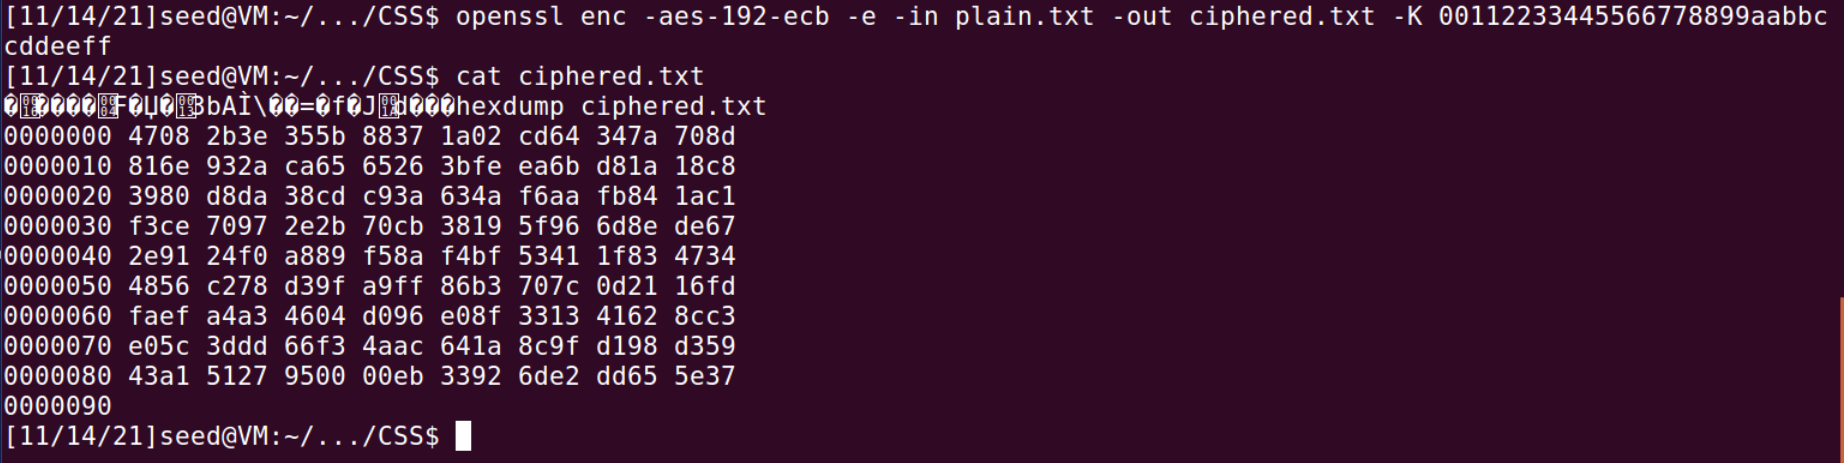 [11/14/21]seed@VM:~/.../CSS$ openssl enc -aes-192-ecb -e -in plain.txt -out ciphered.txt -K 00112233445566778899aabbc
cddeeff
[11/14/21]seed@VM:~/.../CSS$ cat ciphered.txt
�����F�Џ�3bAÌ\��=�f�Jd���hexdump ciphered.txt
0000000 4708 2b3e 355b 8837 1a02 cd64 347a 708d
0000010 816e 932a ca65 6526 3bfe ea6b d81a 18c8
0000020 3980 d8da 38cd c93a 634a f6aa fb84 1ac1
0000030 f3ce 7097 2e2b 70cb 3819 5f96 6d8e de67
0000040 2e91 24f0 a889 f58a f4bf 5341 1f83 4734
0000050 4856 c278 d39f a9ff 86b3 707c 0d21 16fd
0000060 faef a4a3 4604 d096 e08f 3313 4162 8cc3
0000070 e05c 3ddd 66f3 4aac 641a 8c9f d198 d359
0000080 43a1 5127 9500 00eb 3392 6de2 dd65 5e37
0000090
[11/14/21]seed@VM:~/.../CSS$